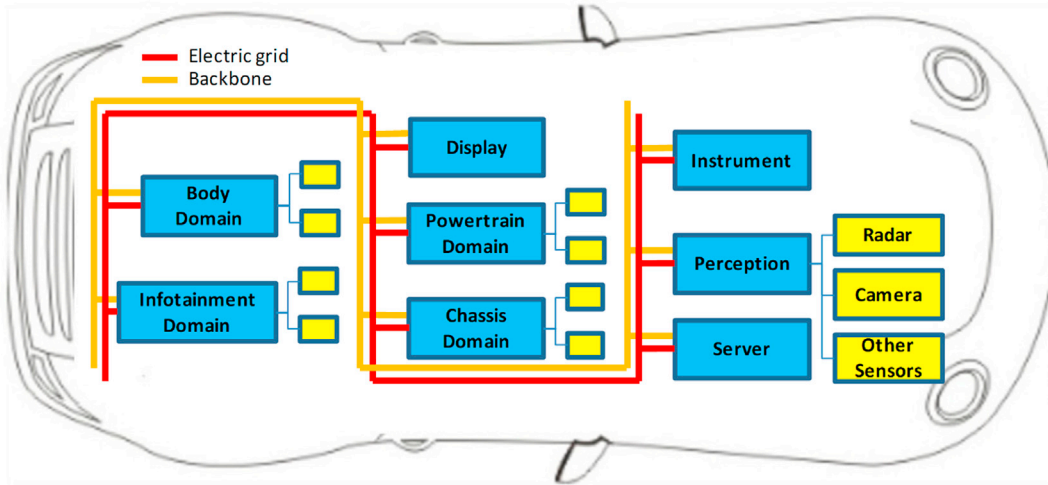 Electric grid
Backbone
Display
Instrument
Body
Domain
Powertrain
Domain
Radar
Perception
Camera
Infotainment
Domain
Chassis
Domain
Server
Other
Sensors